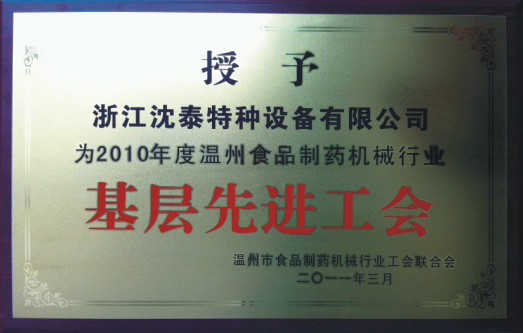 授予
浙江沈泰特种设备有限公司
为2010年度温州食品制药机械行业
基层先进工会
温州市食品制药机械行业工会联合会
二〇一一年三月